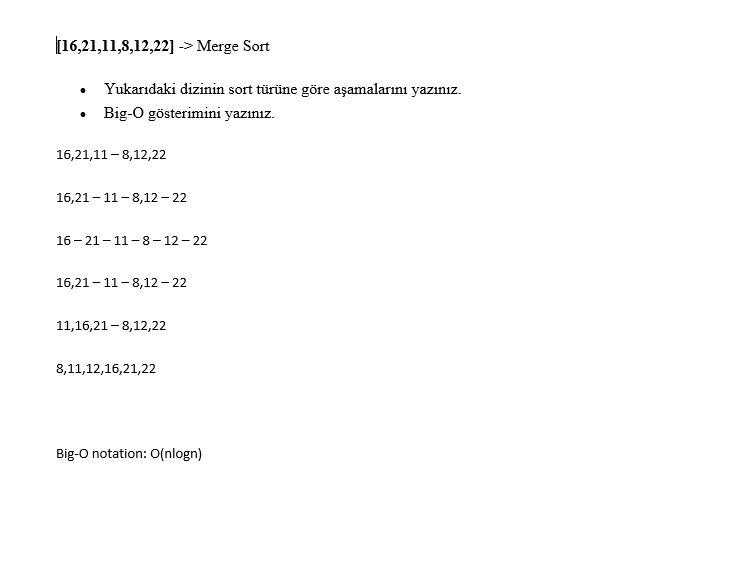 [16,21,11,8,12,22] -> Merge Sort
• Yukarıdaki dizinin sort türüne göre aşamalarını yazınız.
• Big-O gösterimini yazınız.
16,21,11 – 8,12,22
16,21 – 11 – 8,12 – 22
16 – 21 – 11 – 8 – 12 – 22
16,21 – 11 – 8,12 – 22
11,16,21 – 8,12,22
8,11,12,16,21,22
Big-O notation: O(nlogn)